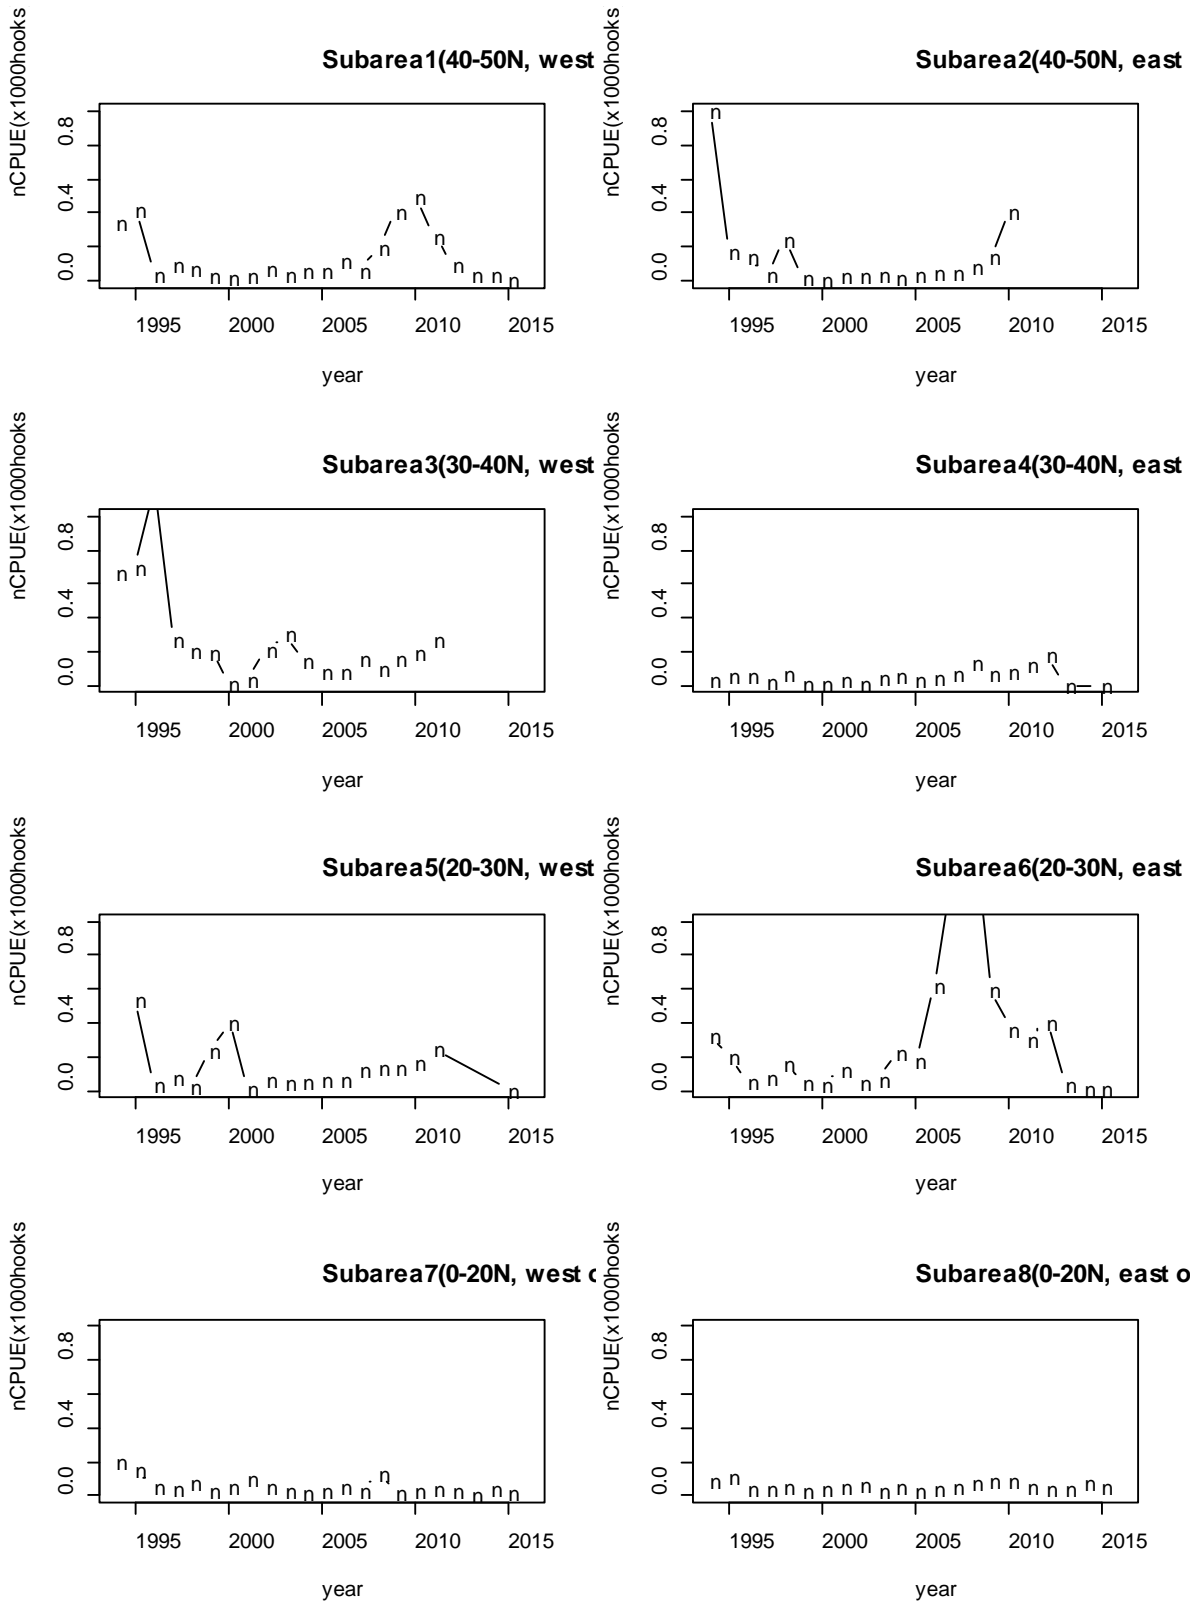 Subarea1(40-50N, west
nCPUE(x1000hooks
0.8
0.4
0.0
n n n n n n n n n n n n n n n n n n n n n n
1995 2000 2005 2010 2015
year
Subarea2(40-50N, east
nCPUE(x1000hooks
0.8
0.4
0.0
n n n n n n n n n n n n n n n n n
1995 2000 2005 2010 2015
year
Subarea3(30-40N, west
nCPUE(x1000hooks
0.8
0.4
0.0
n n n n n n n n n n n n n n n n n
1995 2000 2005 2010 2015
year
Subarea4(30-40N, east
nCPUE(x1000hooks
0.8
0.4
0.0
n n n n n n n n n n n n n n n n n n n n n
1995 2000 2005 2010 2015
year
Subarea5(20-30N, west
nCPUE(x1000hooks
0.8
0.4
0.0
n n n n n n n n n n n n n n n n n n
1995 2000 2005 2010 2015
year
Subarea6(20-30N, east
nCPUE(x1000hooks
0.8
0.4
0.0
n n n n n n n n n n n n n n n n n n n n
1995 2000 2005 2010 2015
year
Subarea7(0-20N, west
nCPUE(x1000hooks
0.8
0.4
0.0
n n n n n n n n n n n n n n n n n n n n n n
1995 2000 2005 2010 2015
year
Subarea8(0-20N, east o
nCPUE(x1000hooks
0.8
0.4
0.0
n n n n n n n n n n n n n n n n n n n n n n
1995 2000 2005 2010 2015
year